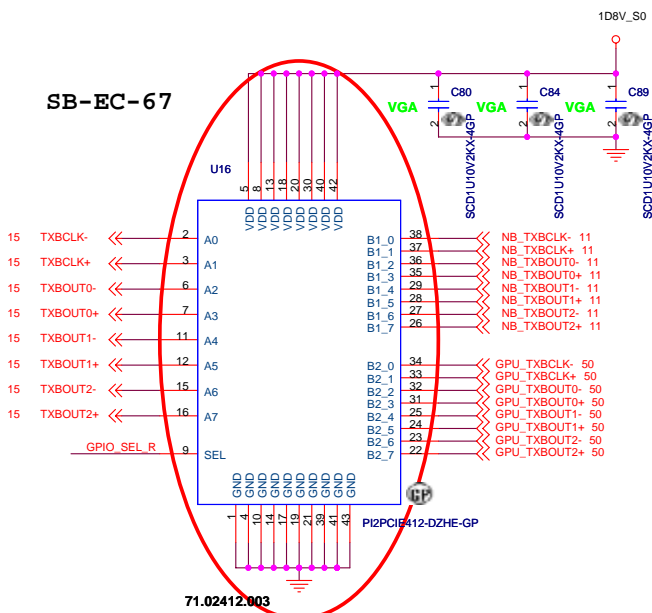 1D8V_S0
SB-EC-67
VGA 1 2 C80 SCD1U10V2KX-4GP
VGA 1 2 C84 SCD1U10V2KX-4GP
VGA 1 2 C89 SCD1U10V2KX-4GP
U16
5 8 13 18 20 30 40 42
VDD VDD VDD VDD VDD VDD VDD VDD
15 TXBCLK- 2 A0
15 TXBCLK+ 3 A1
15 TXBOUT0- 6 A2
15 TXBOUT0+ 7 A3
15 TXBOUT1- 11 A4
15 TXBOUT1+ 12 A5
15 TXBOUT2- 15 A6
15 TXBOUT2+ 16 A7
GPIO_SEL_R 9 SEL
B1_0 38 NB_TXBCLK- 11
B1_1 37 NB_TXBCLK+ 11
B1_2 36 NB_TXBOUT0- 11
B1_3 35 NB_TXBOUT0+ 11
B1_4 29 NB_TXBOUT1- 11
B1_5 28 NB_TXBOUT1+ 11
B1_6 27 NB_TXBOUT2- 11
B1_7 26 NB_TXBOUT2+ 11
B2_0 34 GPU_TXBCLK- 50
B2_1 33 GPU_TXBCLK+ 50
B2_2 32 GPU_TXBOUT0- 50
B2_3 31 GPU_TXBOUT0+ 50
B2_4 25 GPU_TXBOUT1- 50
B2_5 24 GPU_TXBOUT1+ 50
B2_6 23 GPU_TXBOUT2- 50
B2_7 22 GPU_TXBOUT2+ 50
GND GND GND GND GND GND GND GND GND GND
1 4 10 14 17 19 21 39 41 43
GP
PI2PCIE412-DZHE-GP
71.02412.003